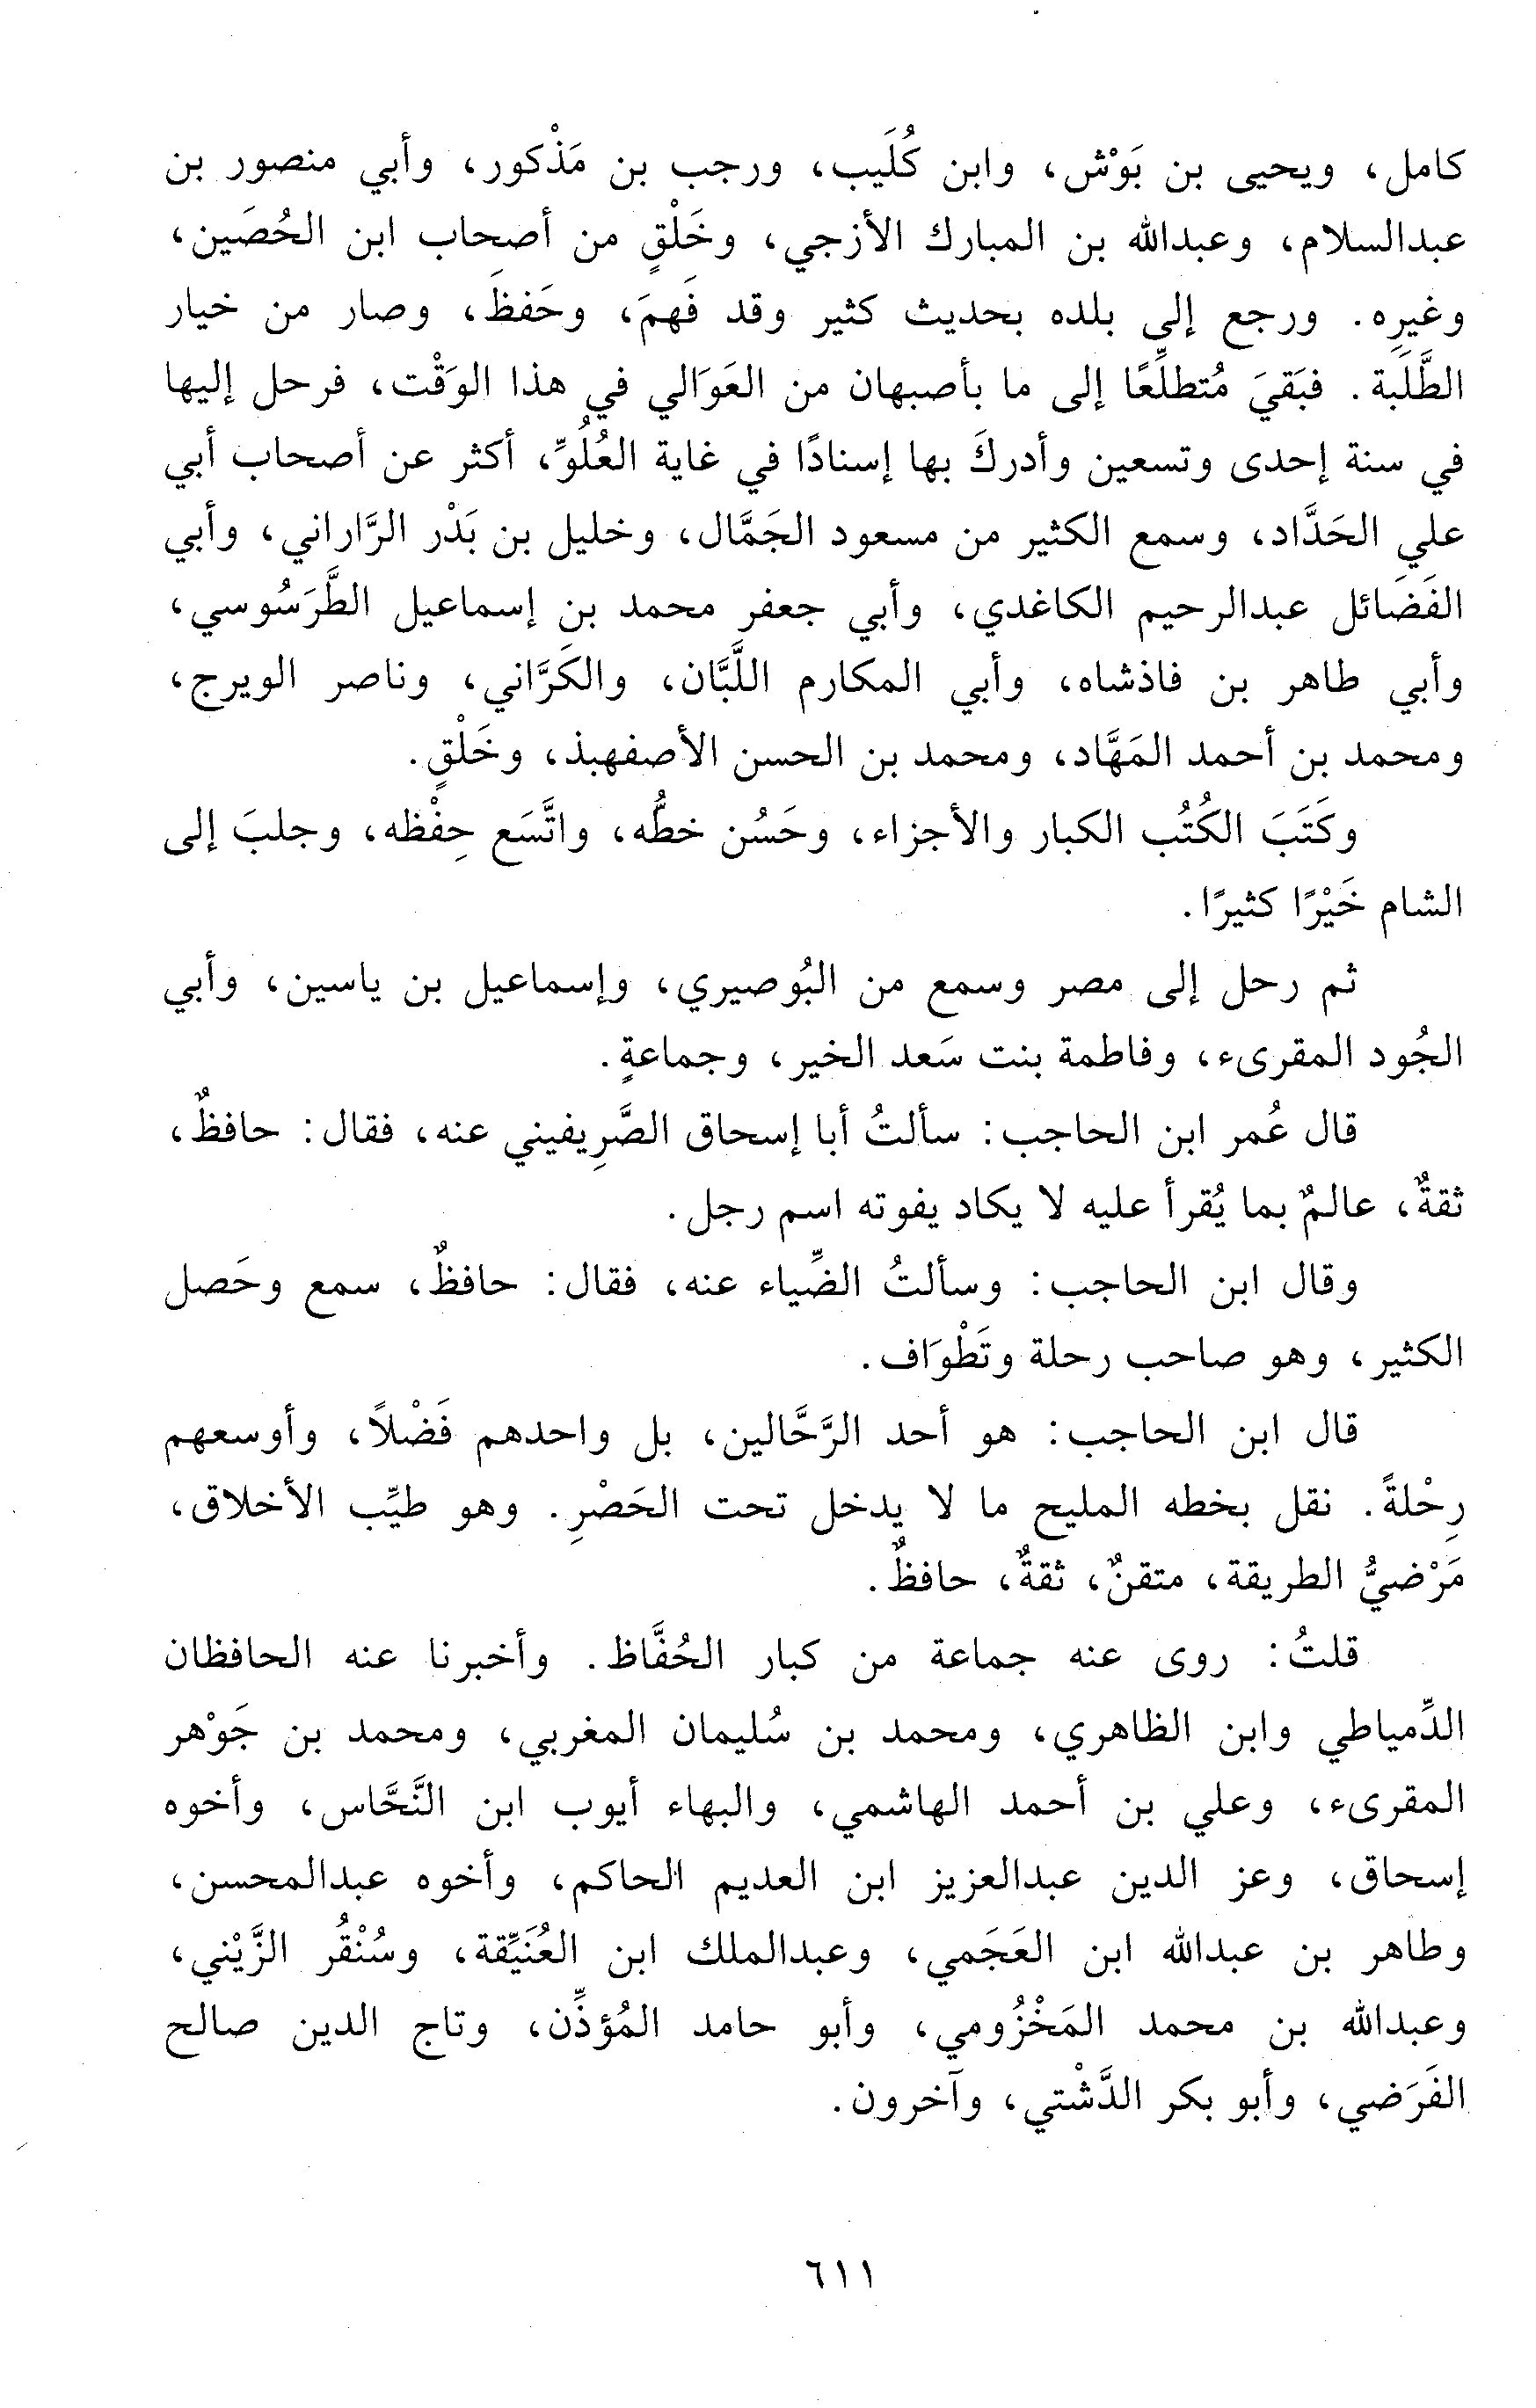 كامل، ويحيى بن بَوْش، وابن كُلَيب، ورجب بن مَذْكور، وأبي منصور بن
عبدالسلام، وعبدالله بن المبارك الأزجي، وخَلْقٍ من أصحاب ابن الحُصَين،
وغيرِه. ورجع إلى بلده بحديث كثير وقد فَهمَ، وحَفظَ، وصار من خيار
الطَّلَبة. فبَقيَ مُتطلِّعًا إلى ما بأصبهان من العَوَالي في هذا الوَقْت، فرحل إليها
في سنة إحدى وتسعين وأدركَ بها إسنادًا في غاية العُلُوِّ، أكثر عن أصحاب أبي
علي الحَدَّاد، وسمع الكثير من مسعود الجَمَّال، وخليل بن بَدْر الرَّاراني، وأبي
الفَضَائل عبدالرحيم الكاغدي، وأبي جعفر محمد بن إسماعيل الطَّرَسُوسي،
وأبي طاهر بن فاذشاه، وأبي المكارم اللَّبَّان، والكَرَّاني، وناصر الويرج،
ومحمد بن أحمد المَهَّاد، ومحمد بن الحسن الأصفهبذ، وخَلْقٍ.
وكَتَبَ الكُتُب الكبار والأجزاء، وحَسُن خطُّه، واتَّسَع حِفْظه، وجلبَ إلى
الشام خَيْرًا كثيرًا.
ثم رحل إلى مصر وسمع من البُوصيري، وإسماعيل بن ياسين، وأبي
الجُود المقرىء، وفاطمة بنت سَعد الخير، وجماعةٍ.
قال عُمر ابن الحاجب: سألتُ أبا إسحاق الصَّرِيفيني عنه، فقال: حافظٌ،
ثقةٌ، عالمٌ بما يُقرأ عليه لا يكاد يفوته اسم رجل.
وقال ابن الحاجب: وسألتُ الضِّياء عنه، فقال: حافظٌ، سمع وحَصل
الكثير، وهو صاحب رحلة وتَطْوَاف.
قال ابن الحاجب: هو أحد الرَّحَّالين، بل واحدهم فَضْلاً، وأوسعهم
رِحْلةً. نقل بخطه المليح ما لا يدخل تحت الحَصْرِ. وهو طيِّب الأخلاق،
مَرْضيُّ الطريقة، متقنٌ، ثقةٌ، حافظٌ.
قلتُ: روى عنه جماعة من كبار الحُفَّاظ. وأخبرنا عنه الحافظان
الدِّمياطي وابن الظاهري، ومحمد بن سُليمان المغربي، ومحمد بن جَوْهر
المقرىء، وعلي بن أحمد الهاشمي، والبهاء أيوب ابن النَّحَّاس، وأخوه
إسحاق، وعز الدين عبدالعزيز ابن العديم الحاكم، وأخوه عبدالمحسن،
وطاهر بن عبدالله ابن العَجَمي، وعبدالملك ابن العُنَيِّقة، وسُنْقُر الزَّيْني،
وعبدالله بن محمد المَخْزُومي، وأبو حامد المُؤذِّن، وتاج الدين صالح
الفَرَضي، وأبو بكر الدَّشْتي، وآخرون.
٦١١